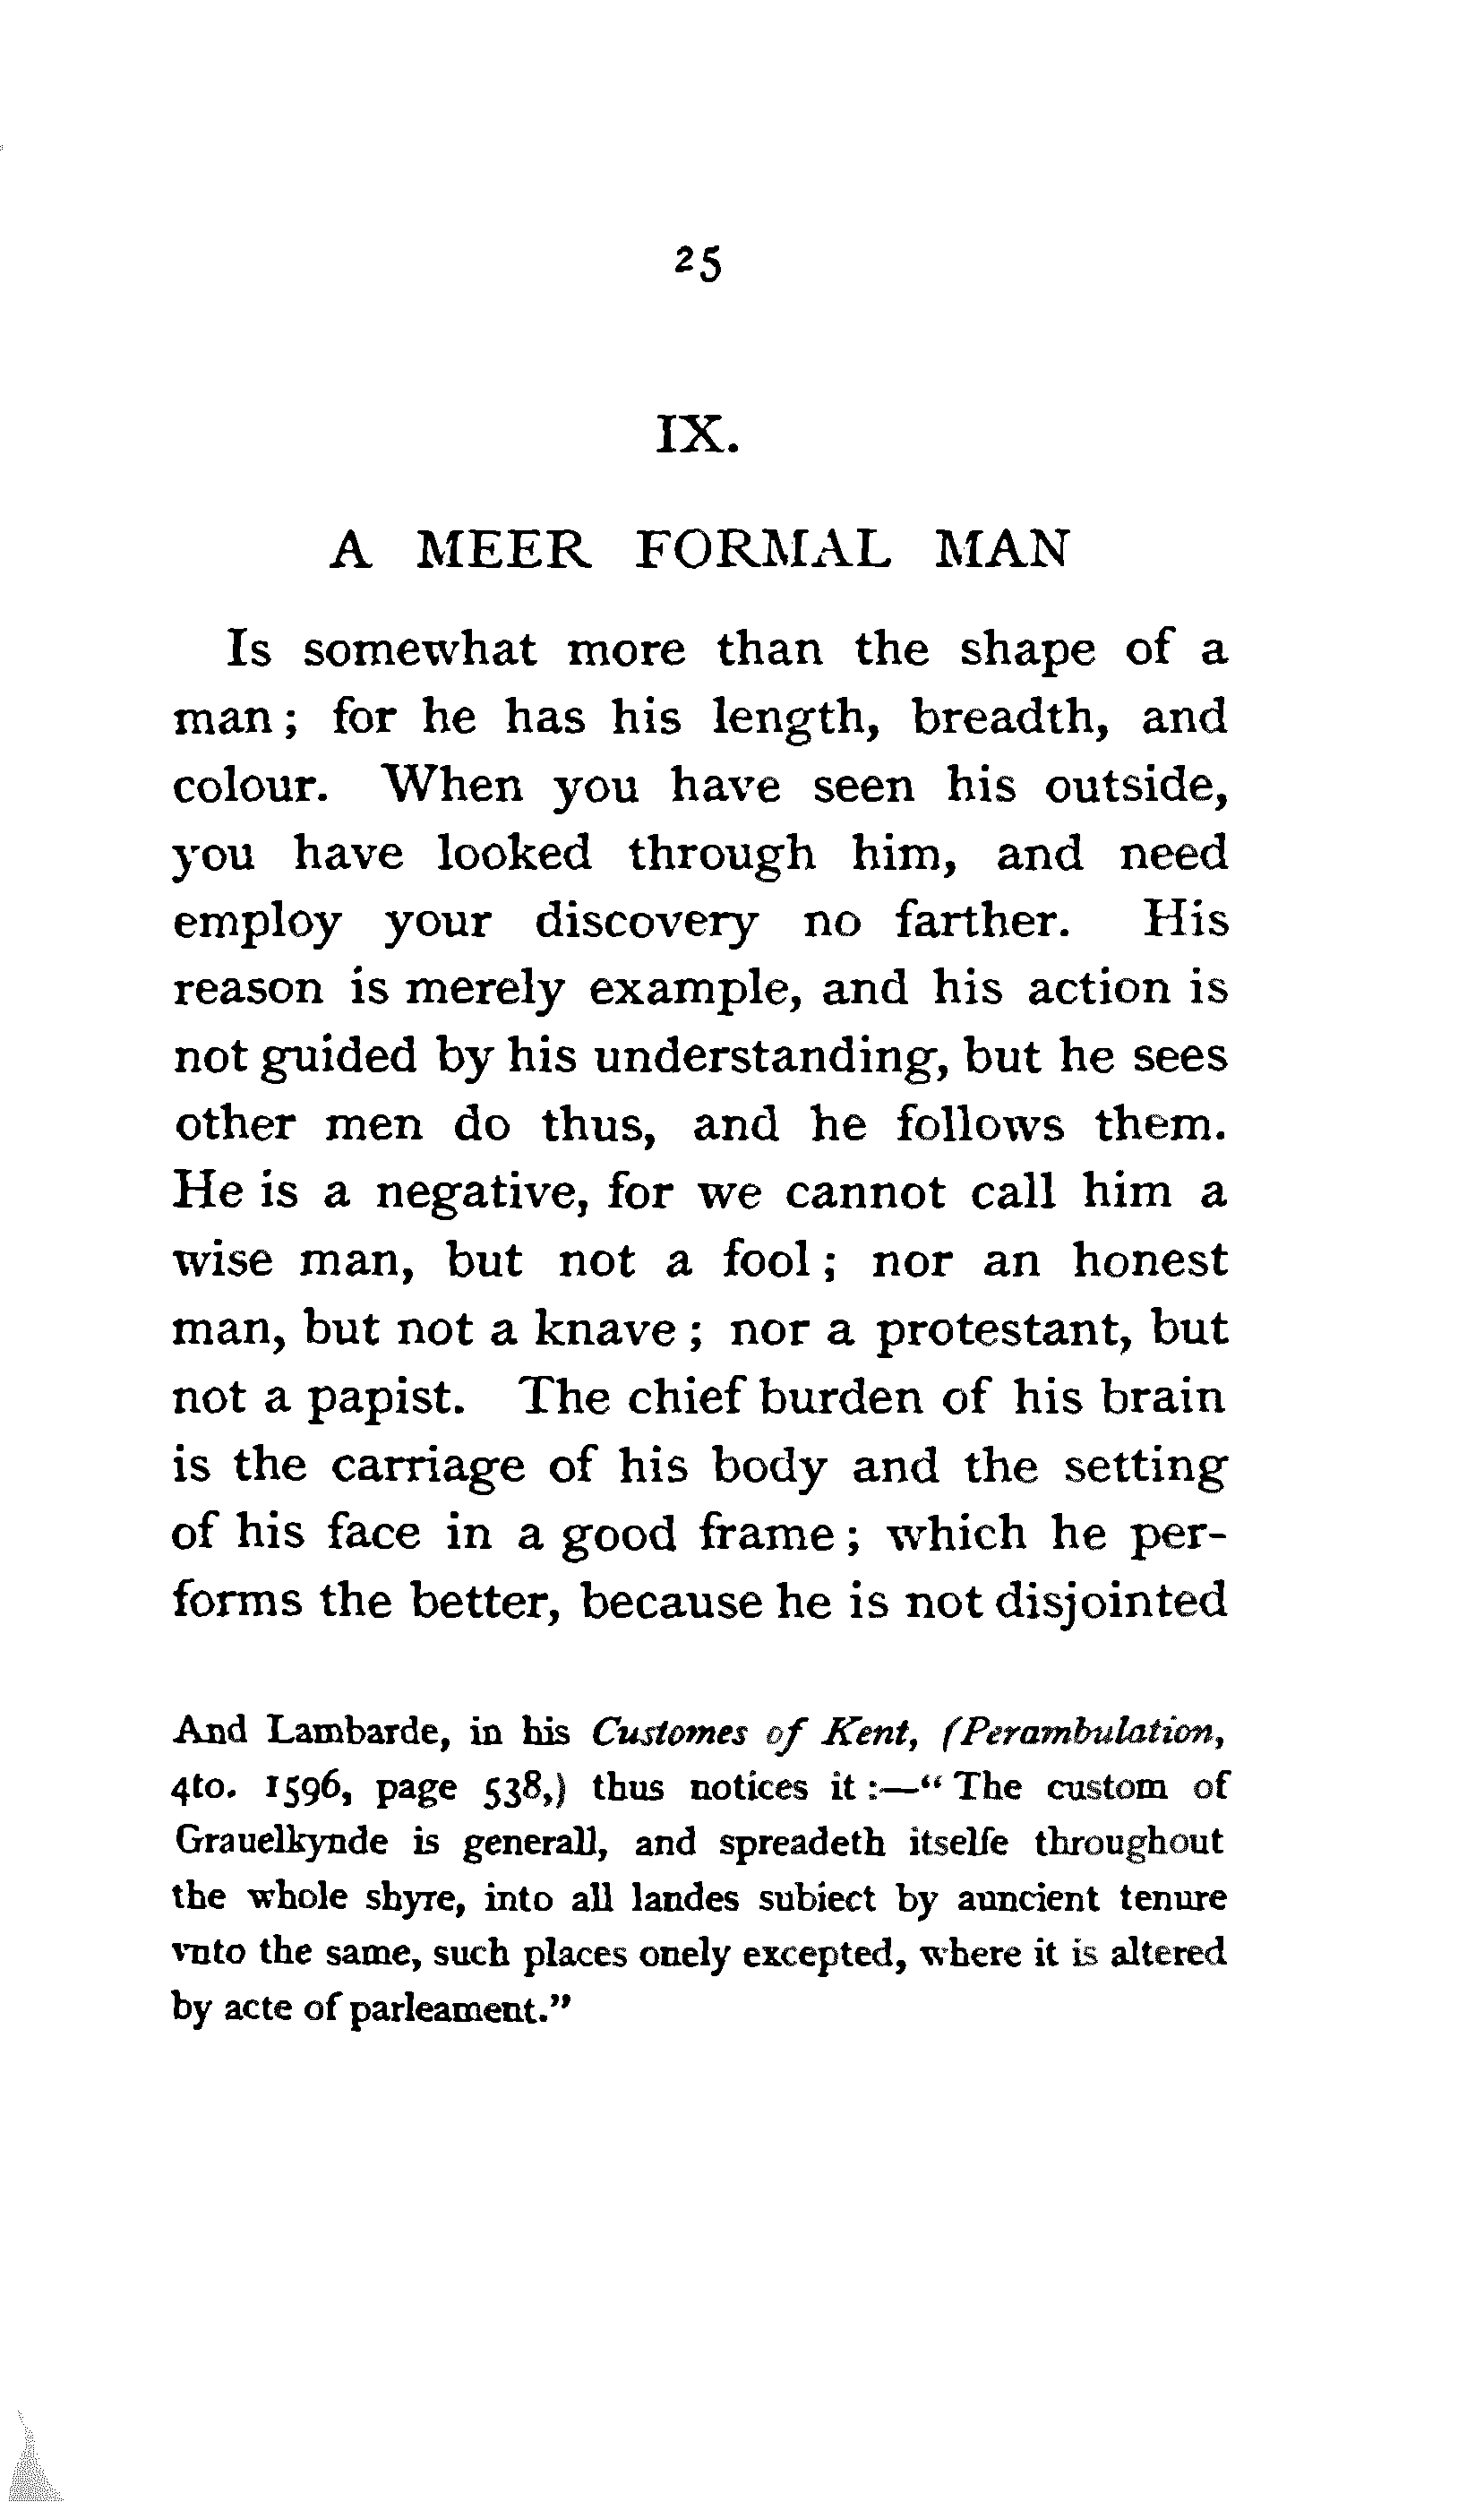 25
IX.
A MEER FORMAL MAN
Is somewhat more than the shape of a
man; for he has his length, breadth, and
colour. When you have seen his outside,
you have looked through him, and need
employ your discovery no farther. His
reason is merely example, and his action is
not guided by his understanding, but he sees
other men do thus, and he follows them.
He is a negative, for we cannot call him a
wise man, but not a fool; nor an honest
man, but not a knave; nor a protestant, but
not a papist. The chief burden of his brain
is the carriage of his body and the setting
of his face in a good frame; which he per-
forms the better, because he is not disjointed
And Lambarde, in his Customes of Kent, (Perambulation,
4to. 1596, page 538,) thus notices it:—“The custom of
Grauelkynde is generall, and spreadeth itselfe throughout
the whole shyre, into all landes subiect by auncient tenure
vnto the same, such places onely excepted, where it is altered
by acte of parleament.”